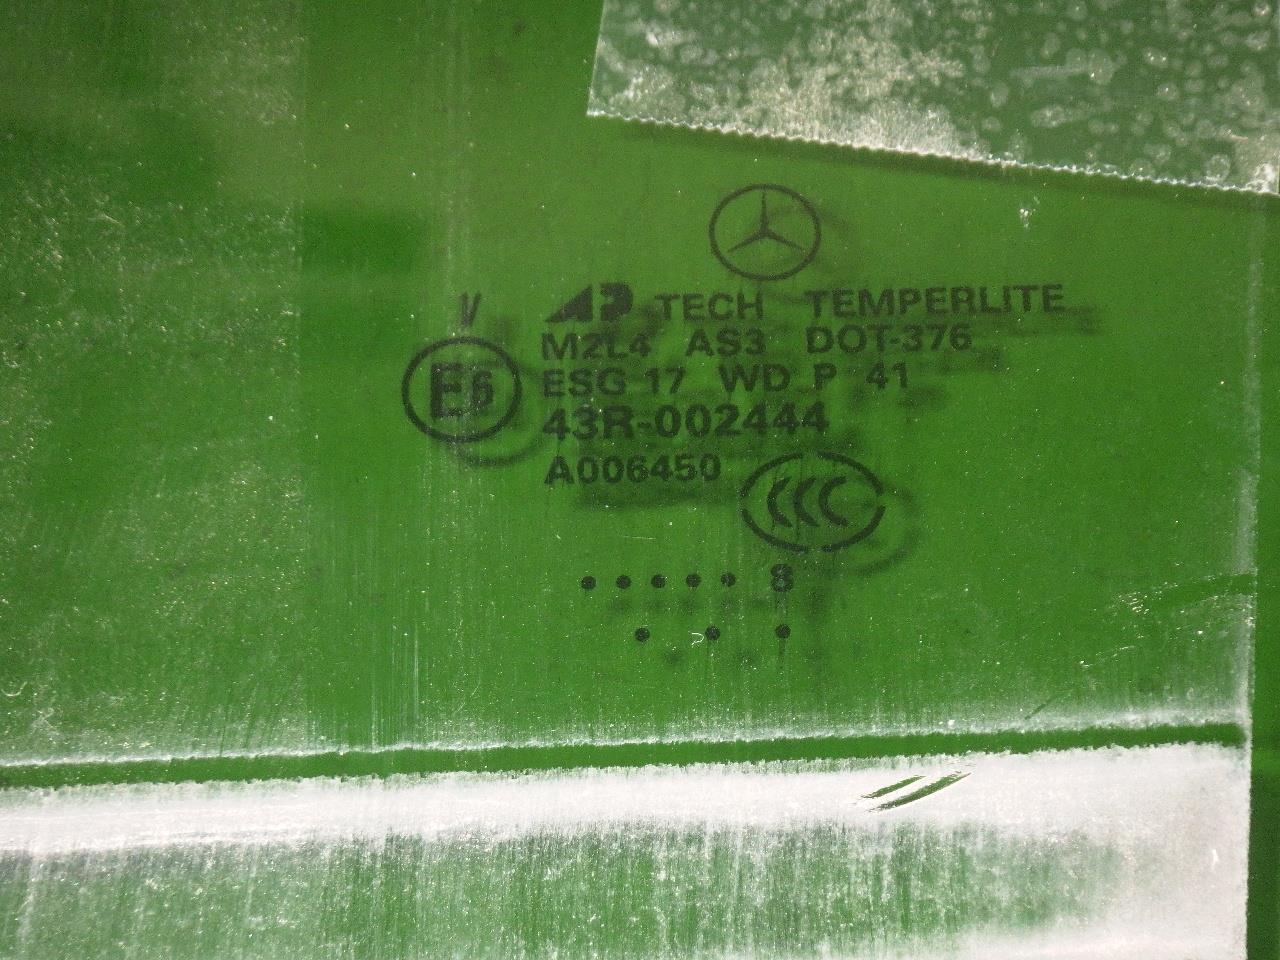 AP TECH TEMPERLITE
V
M2L4 AS3 DOT-376
E6
ESG 17 WD P 41
43R-002444
A006450
CCC
..... 8
. . .